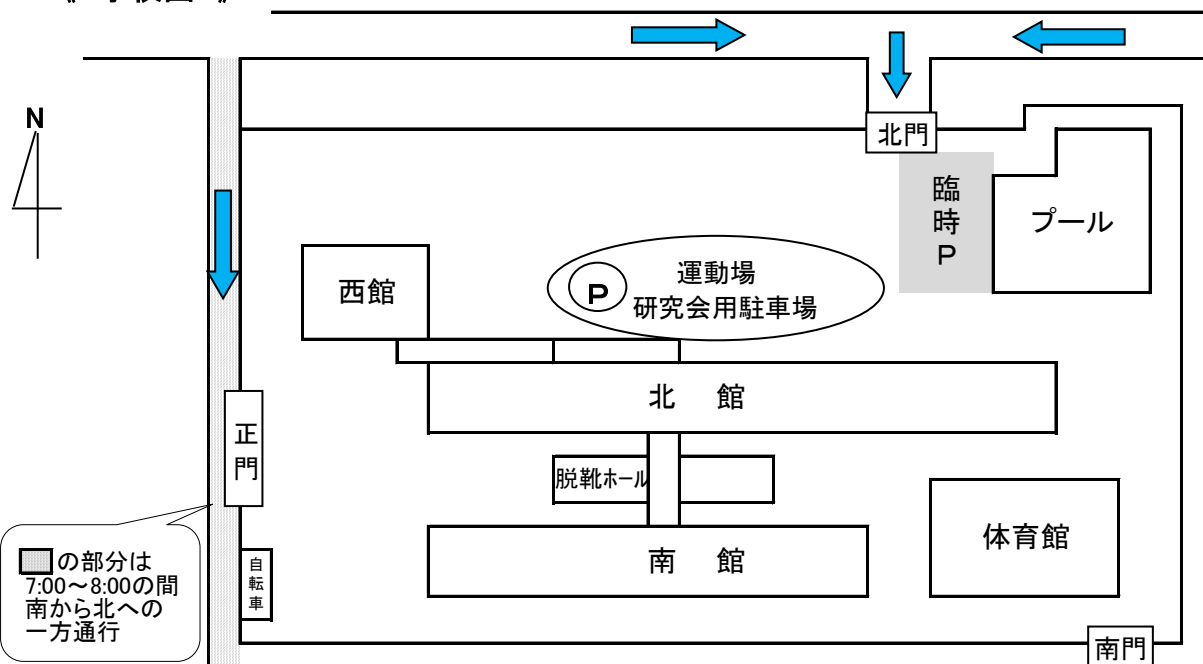 N
北門
臨時P
プール
西館
P
運動場
研究会用駐車場
北 館
正門
脱靴ホール
の部分は
7:00～8:00の間
南から北への
一方通行
自転車
南 館
体育館
南門